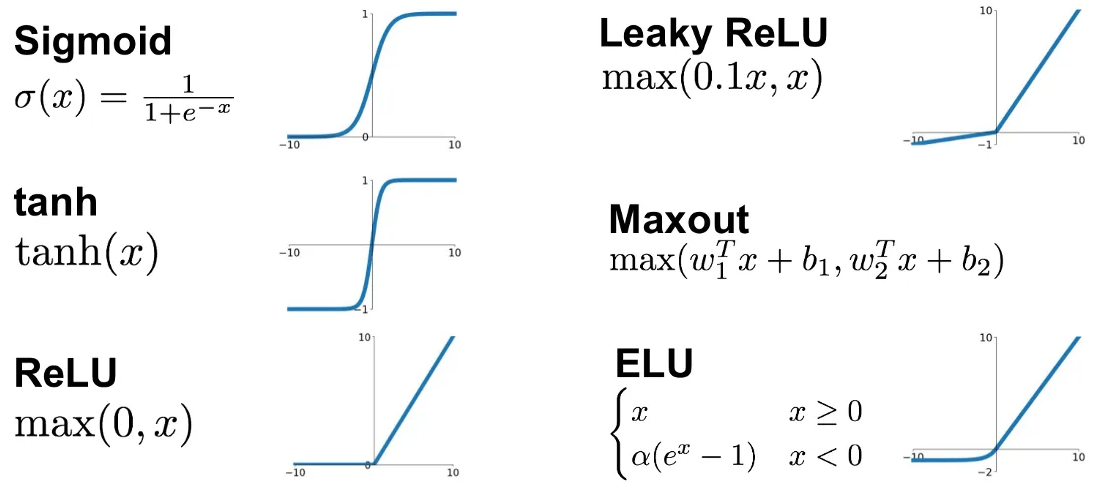 Sigmoid
σ(x) = 1/(1+e^{-x})
1
0
-10
10
tanh
tanh(x)
1
-10
10
-1
ReLU
max(0, x)
10
0
-10
10
Leaky ReLU
max(0.1x, x)
10
-10
-1
10
Maxout
max(w_1^T x + b_1, w_2^T x + b_2)
ELU
{ x x ≥ 0
α(e^x − 1) x < 0
10
-10
10
−2